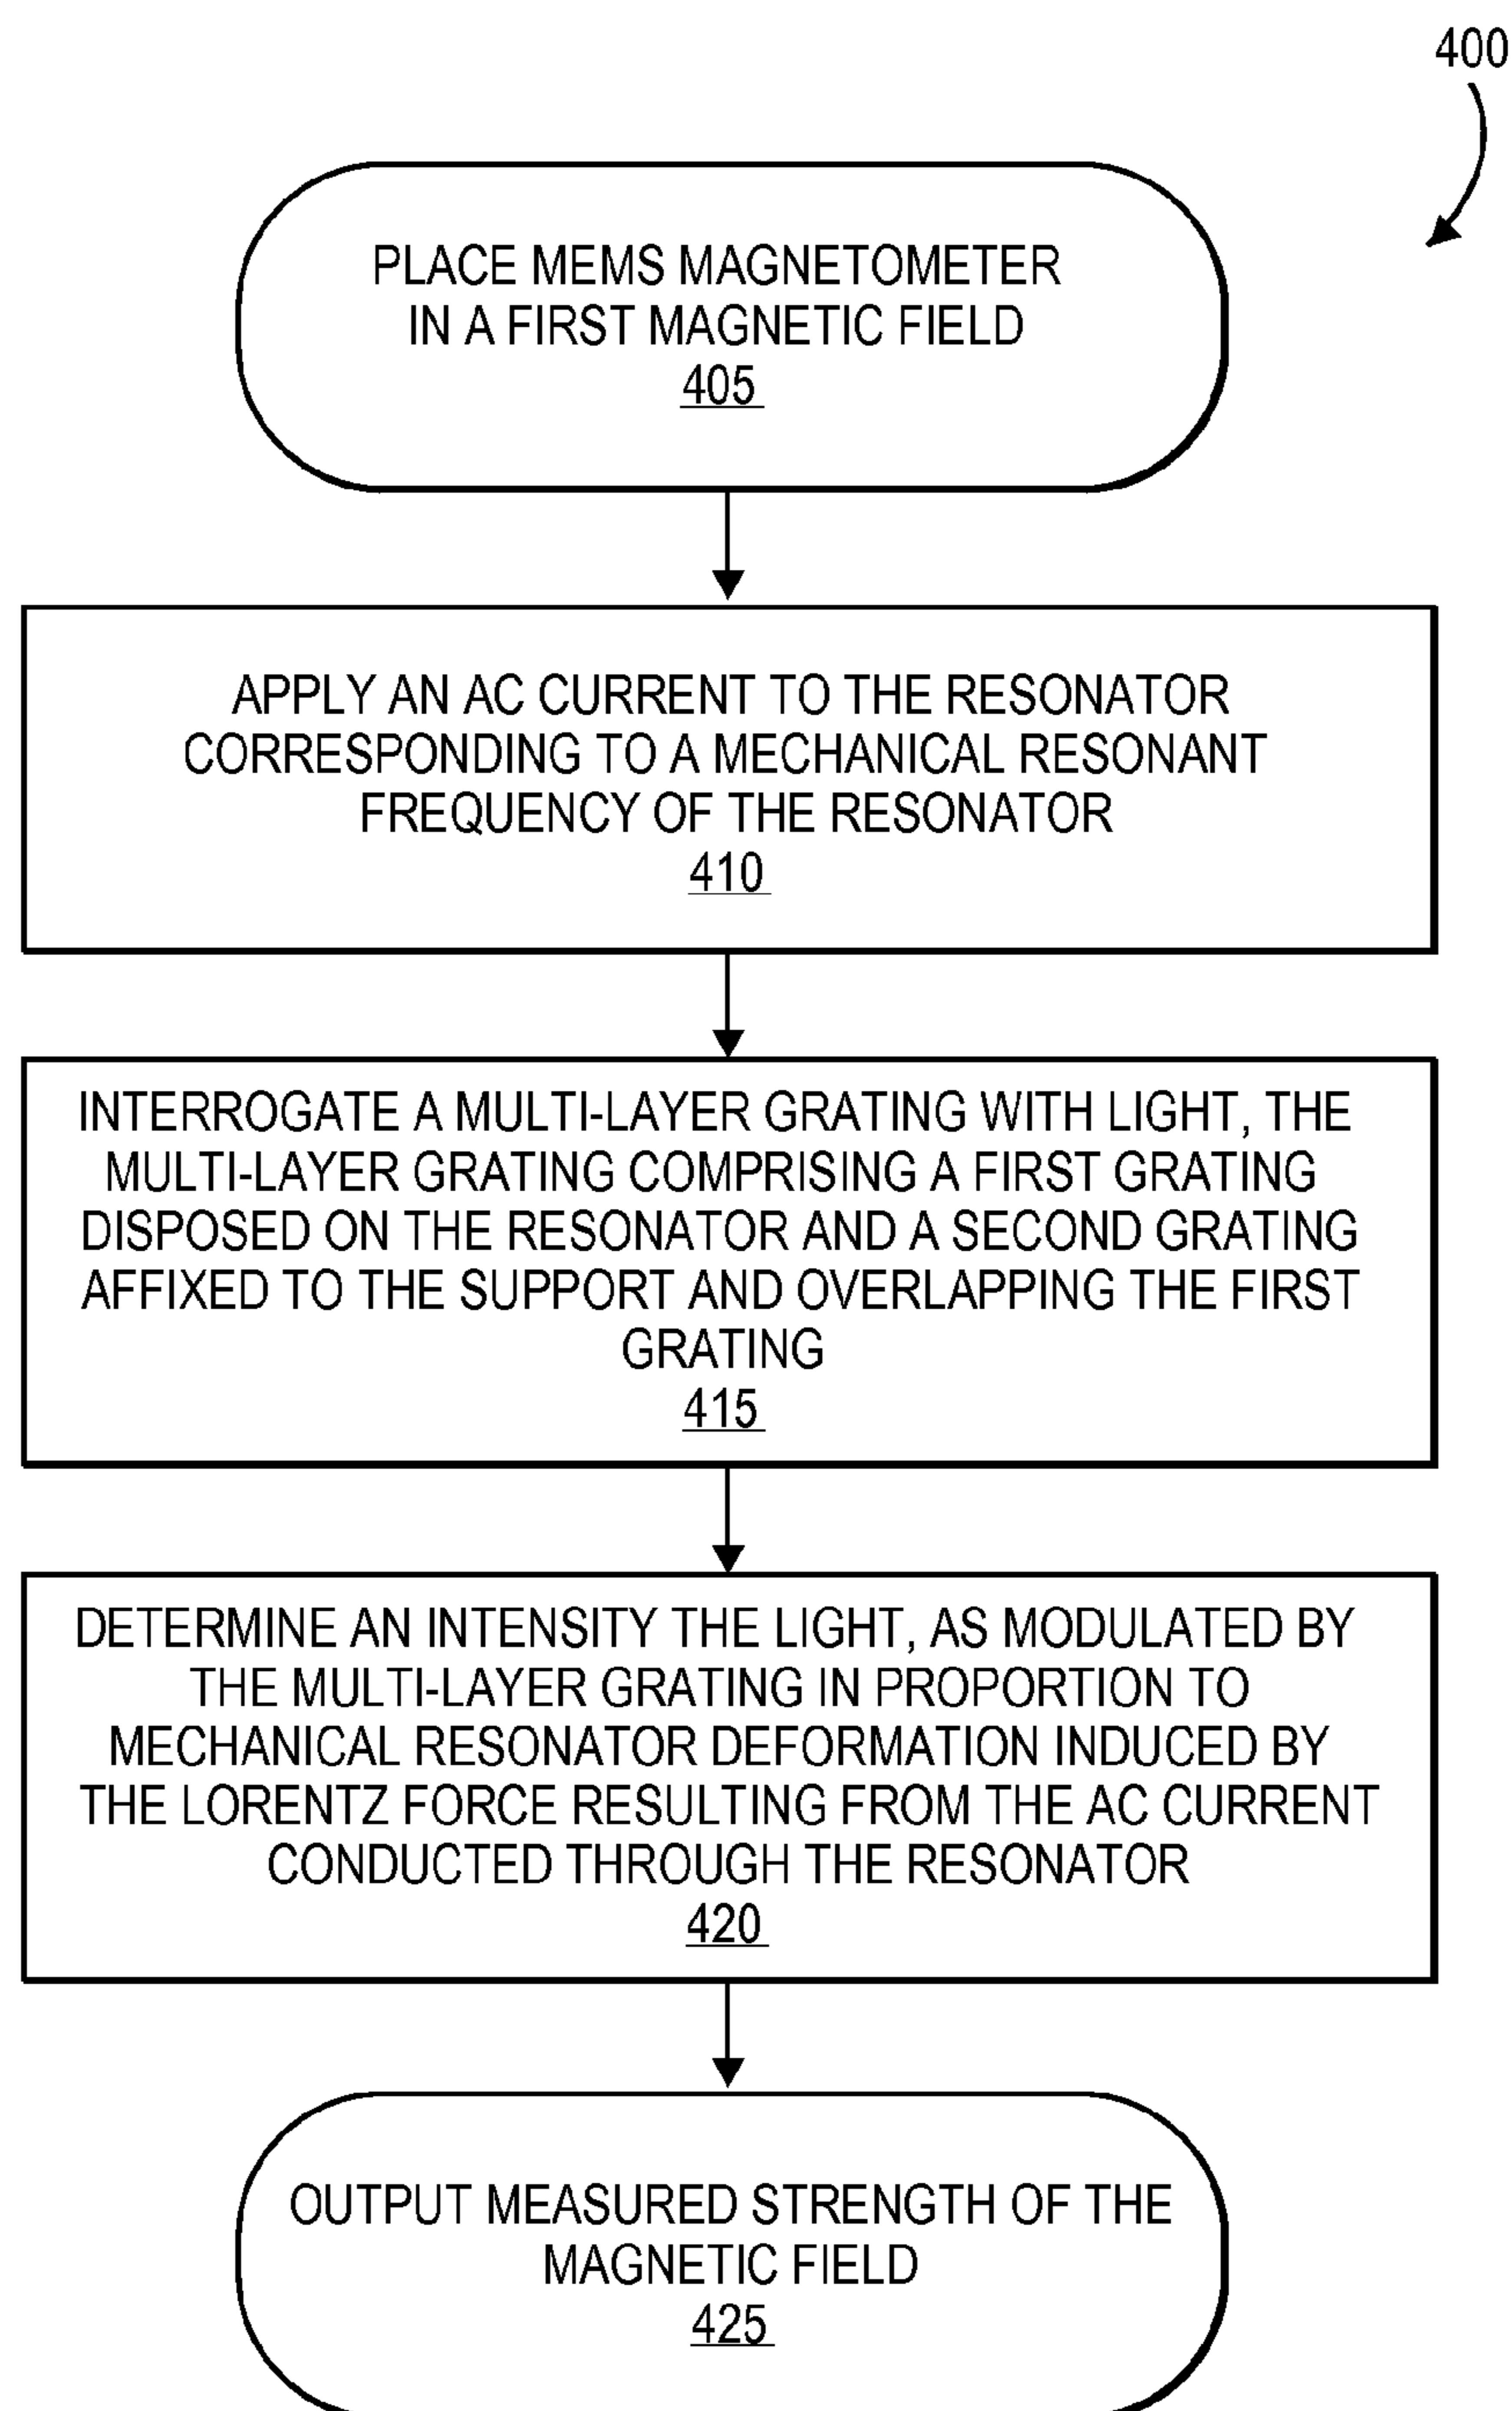 400
PLACE MEMS MAGNETOMETER
IN A FIRST MAGNETIC FIELD
405
APPLY AN AC CURRENT TO THE RESONATOR
CORRESPONDING TO A MECHANICAL RESONANT
FREQUENCY OF THE RESONATOR
410
INTERROGATE A MULTI-LAYER GRATING WITH LIGHT, THE
MULTI-LAYER GRATING COMPRISING A FIRST GRATING
DISPOSED ON THE RESONATOR AND A SECOND GRATING
AFFIXED TO THE SUPPORT AND OVERLAPPING THE FIRST
GRATING
415
DETERMINE AN INTENSITY THE LIGHT, AS MODULATED BY
THE MULTI-LAYER GRATING IN PROPORTION TO
MECHANICAL RESONATOR DEFORMATION INDUCED BY
THE LORENTZ FORCE RESULTING FROM THE AC CURRENT
CONDUCTED THROUGH THE RESONATOR
420
OUTPUT MEASURED STRENGTH OF THE
MAGNETIC FIELD
425